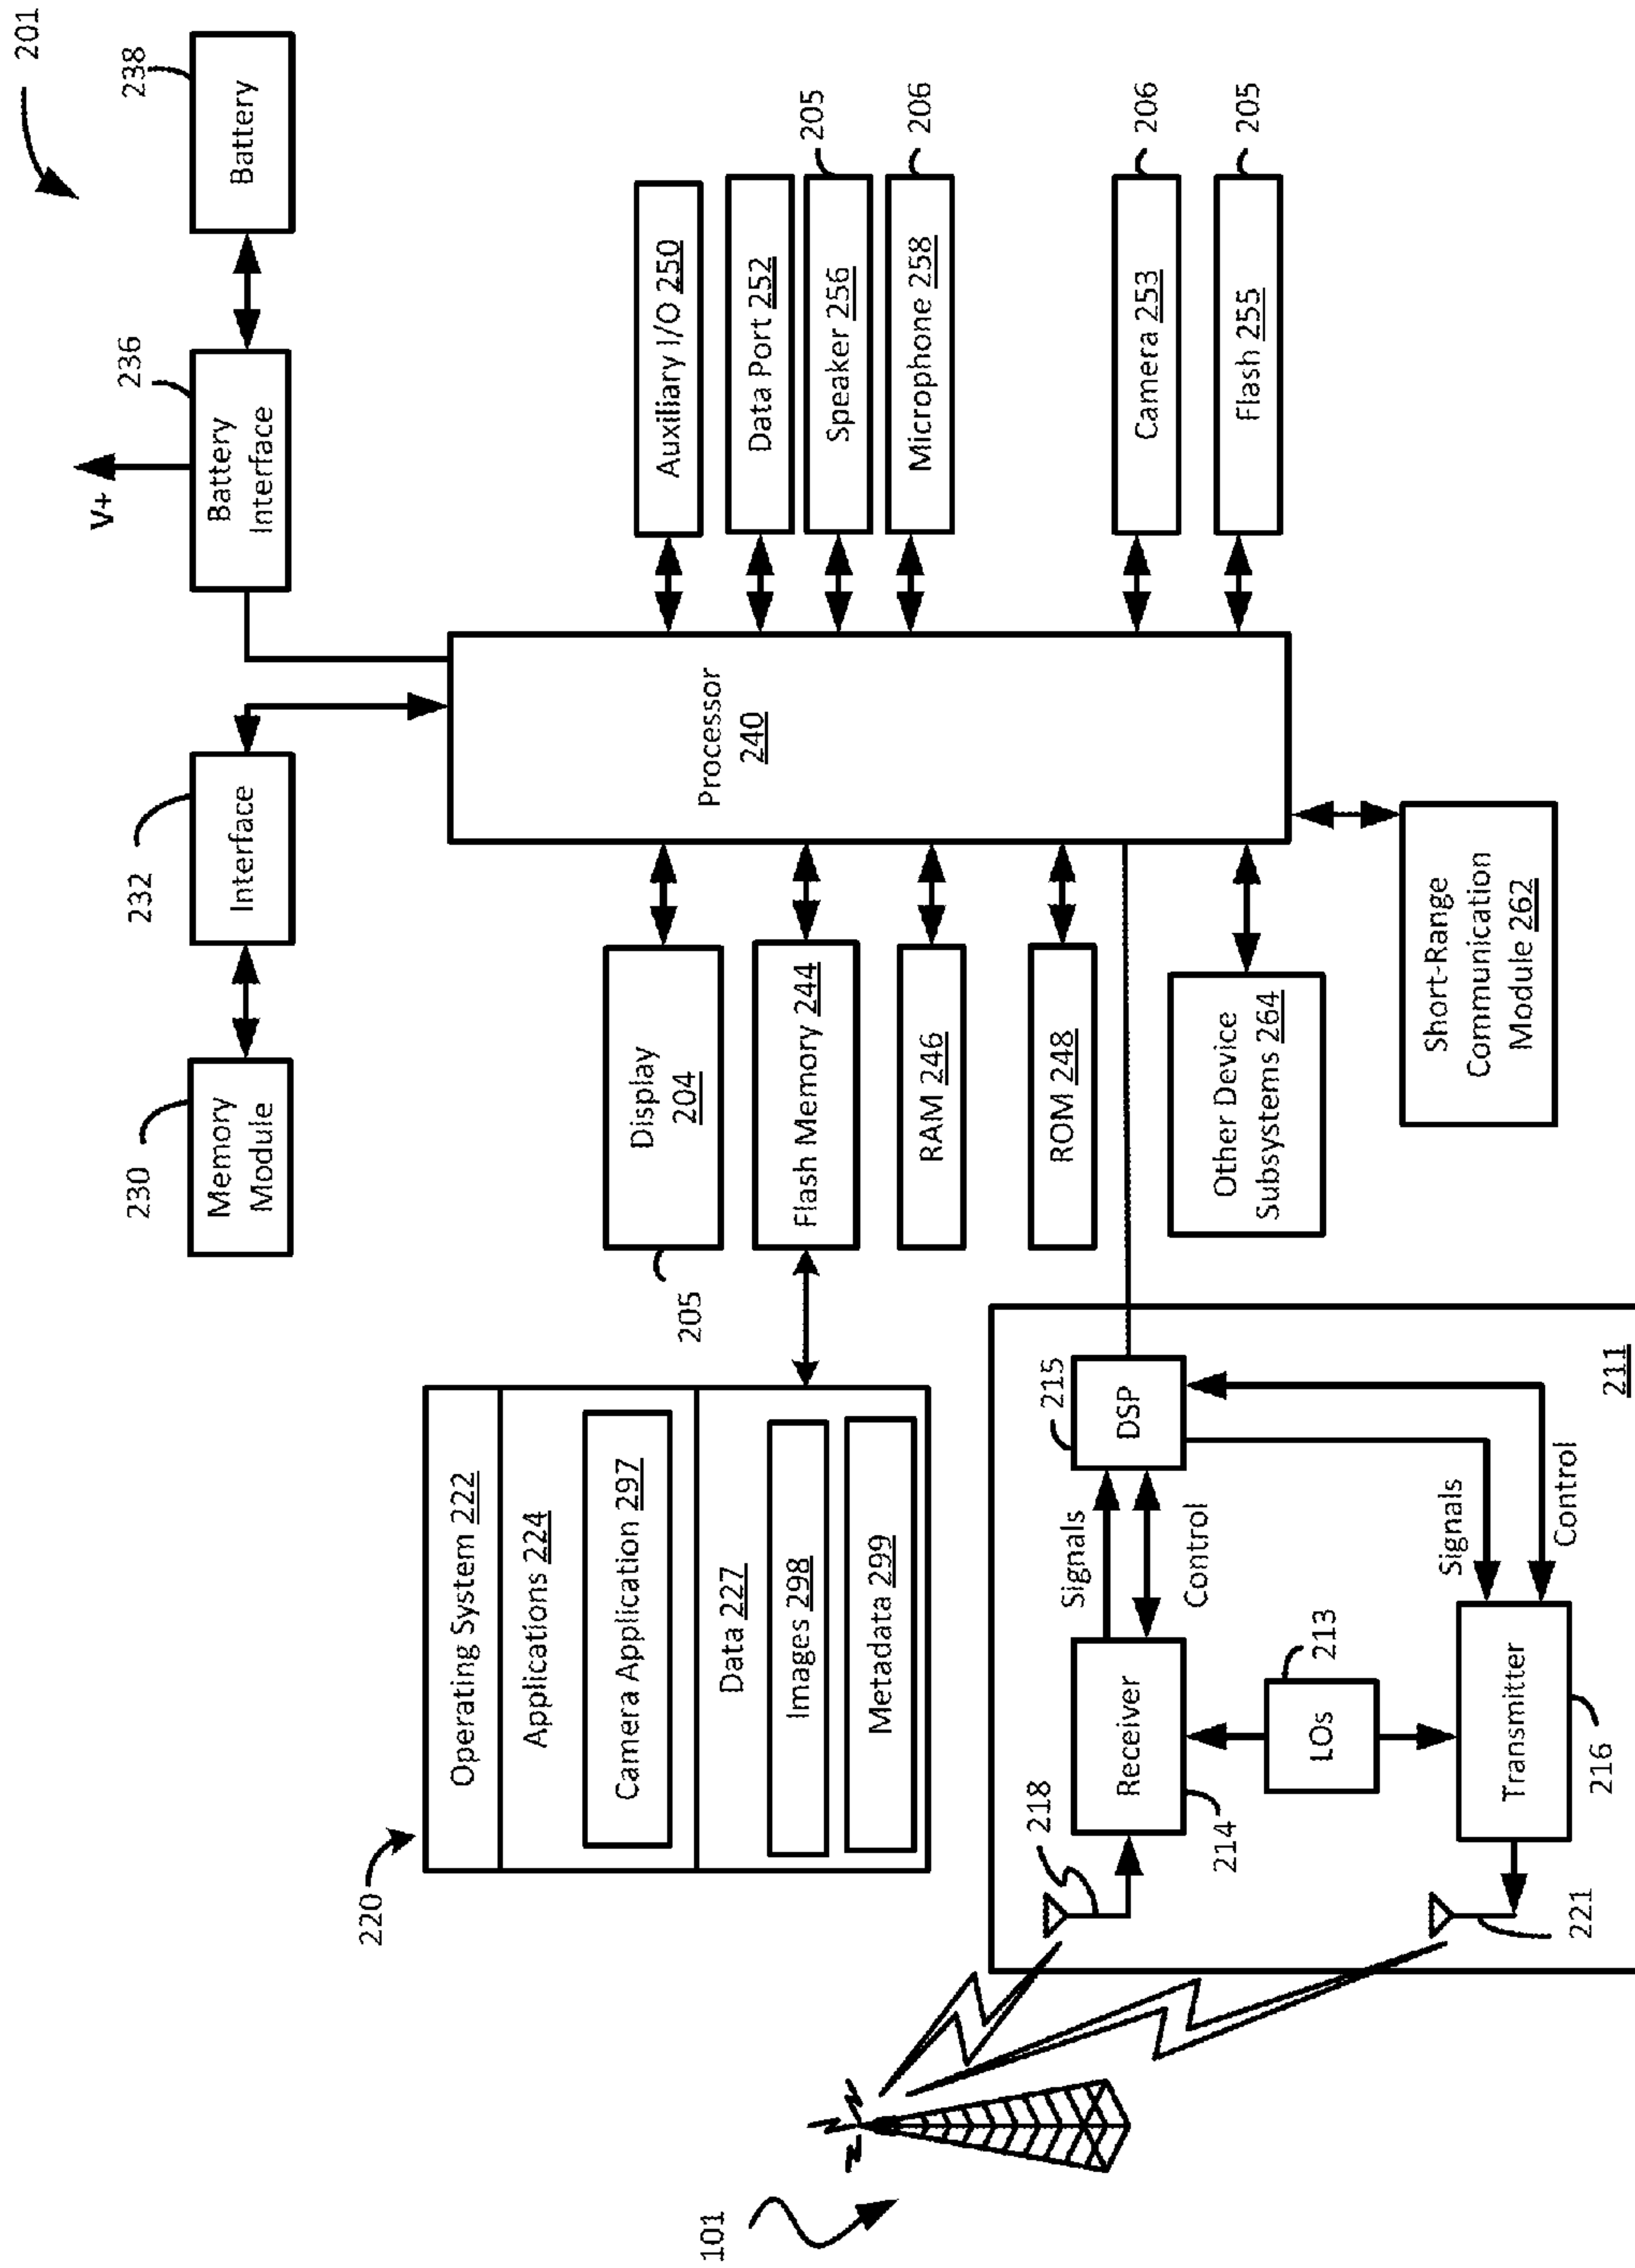 201
230
Memory
Module
232
Interface
V+
236
Battery
Interface
238
Battery
220
Operating System 222
Applications 224
Camera Application 297
Data 227
Images 298
Metadata 299
205
Display
204
Flash Memory 244
RAM 246
ROM 248
Other Device
Subsystems 264
Short-Range
Communication
Module 262
Processor
240
Auxiliary I/O 250
Data Port 252
Speaker 256
205
Microphone 258
206
Camera 253
206
Flash 255
205
101
218
Receiver
214
Signals
Control
215
DSP
LOs
213
Signals
Control
Transmitter
216
221
211